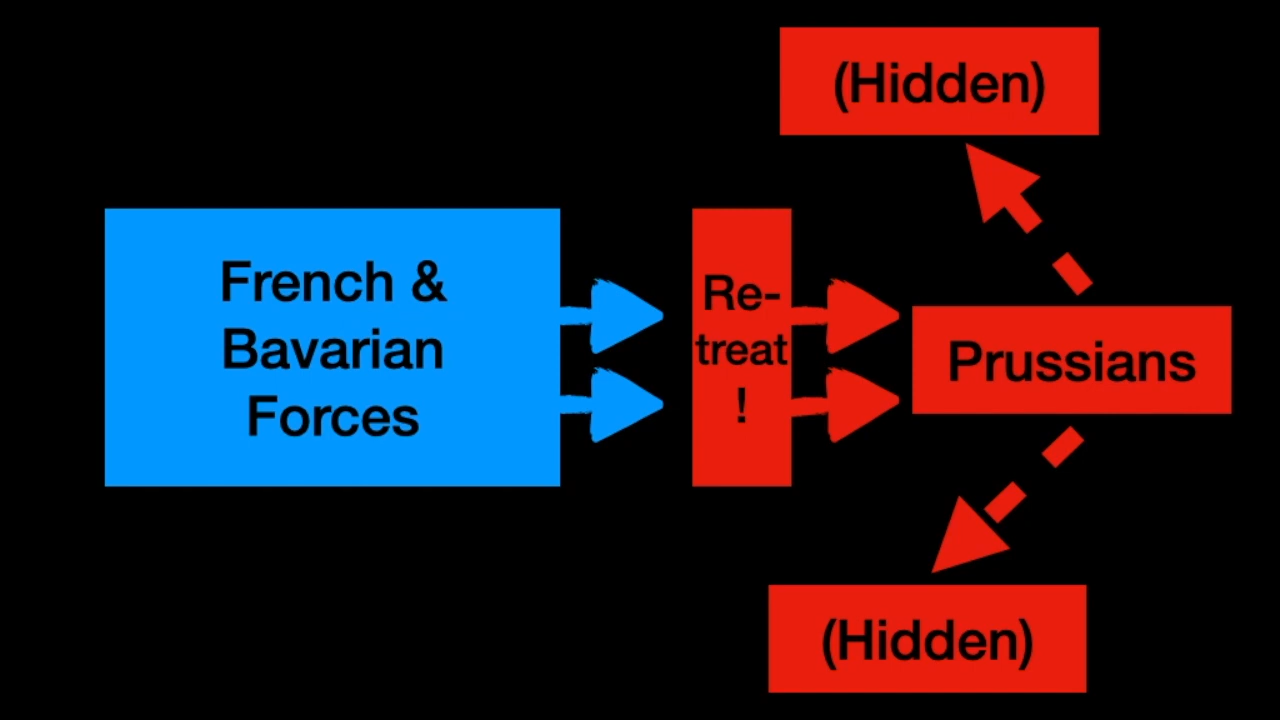 (Hidden)
French &
Bavarian
Forces
Re-
treat
!
Prussians
(Hidden)